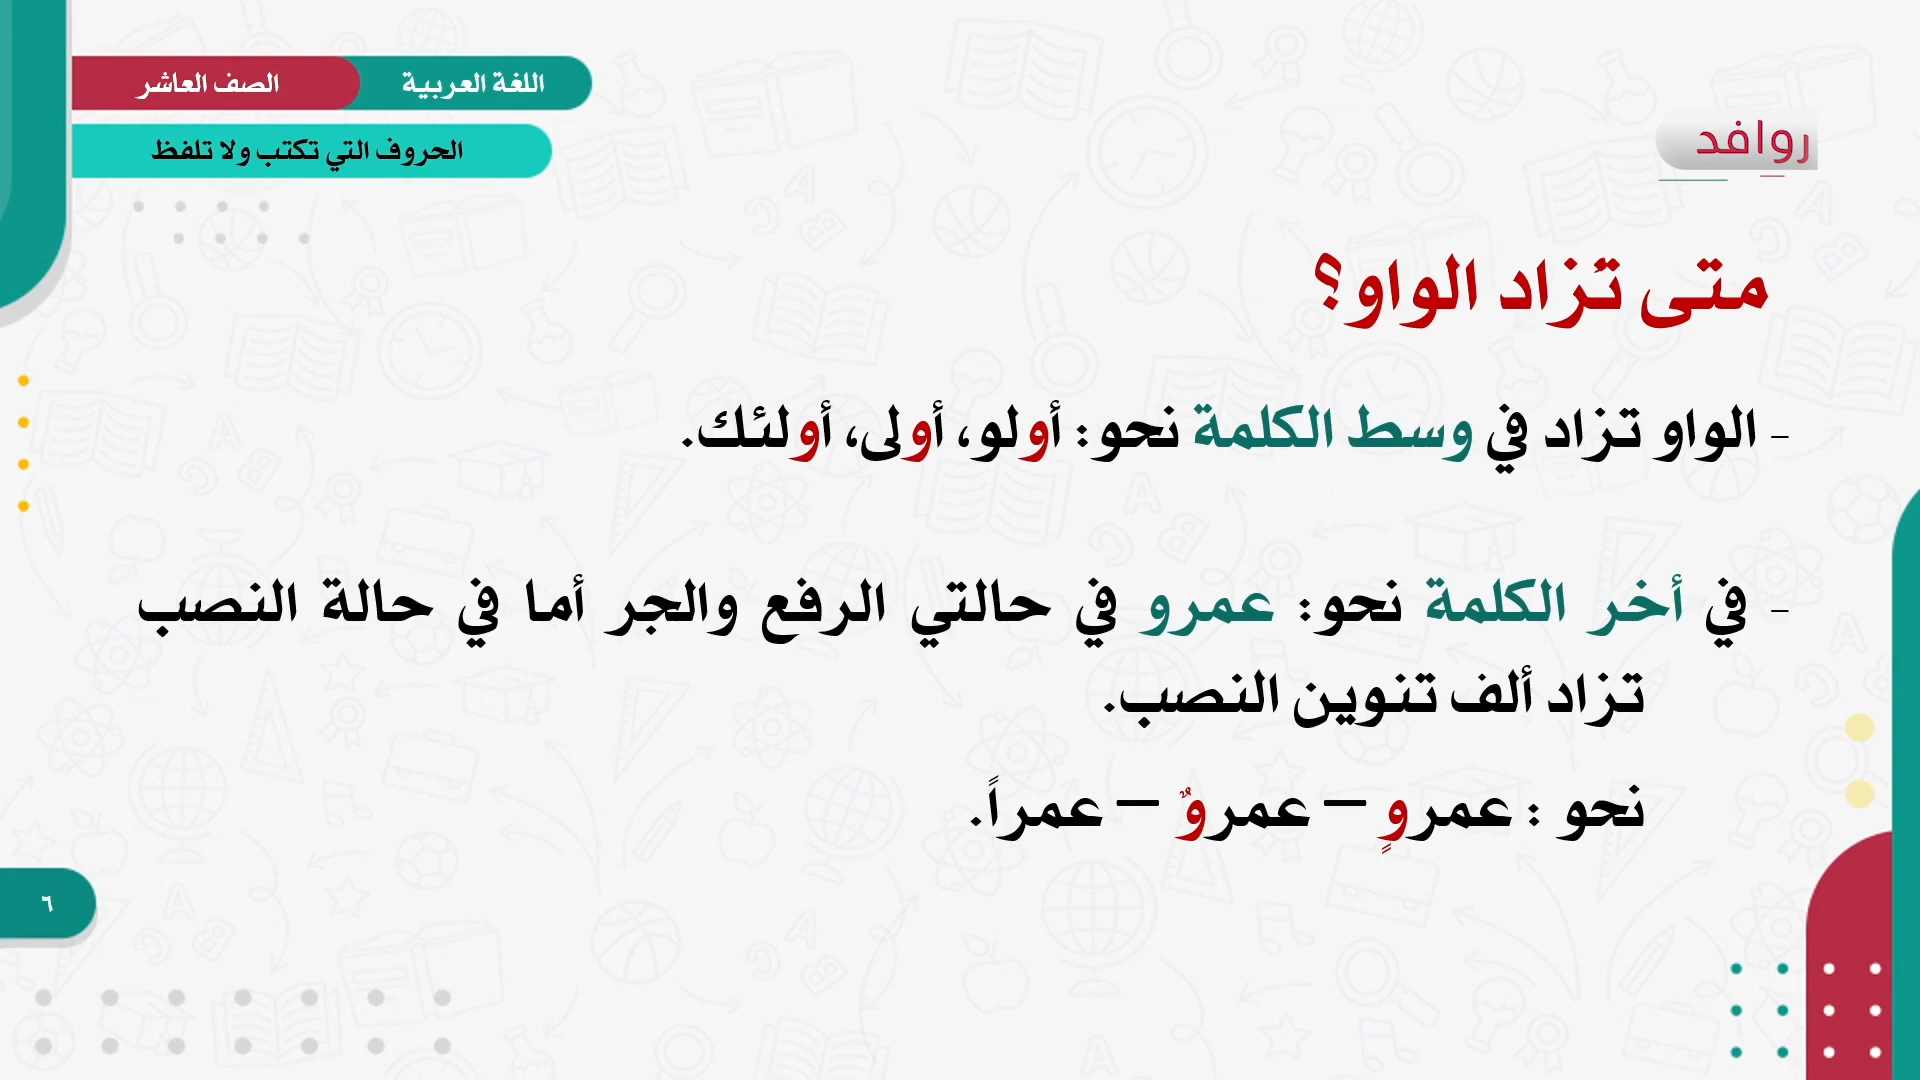 اللغة العربية
الصف العاشر
الحروف التي تكتب ولا تلفظ
روافد
متى تُزاد الواو؟
- الواو تزاد في وسط الكلمة نحو: أولو، أولى، أولئك.
- في أخر الكلمة نحو: عمرو في حالتي الرفع والجر أما في حالة النصب
تزاد ألف تنوين النصب.
نحو : عمروٍ – عمروٌ – عمراً.
٦